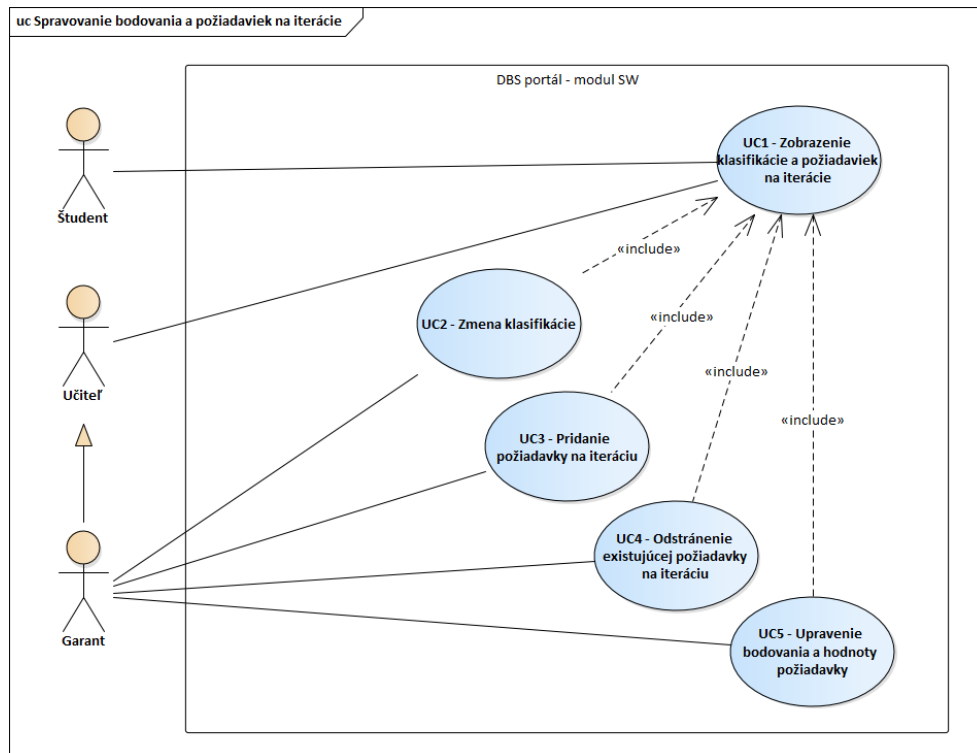 uc Spravovanie bodovania a požiadaviek na iterácie
DBS portál - modul SW
UC1 - Zobrazenie
klasifikácie a požiadaviek
na iterácie
Študent
«include»
UC2 - Zmena klasifikácie
«include»
«include»
Učiteľ
«include»
UC3 - Pridanie
požiadavky na iteráciu
UC4 - Odstránenie
existujúcej požiadavky
na iteráciu
Garant
UC5 - Upravenie
bodovania a hodnoty
požiadavky